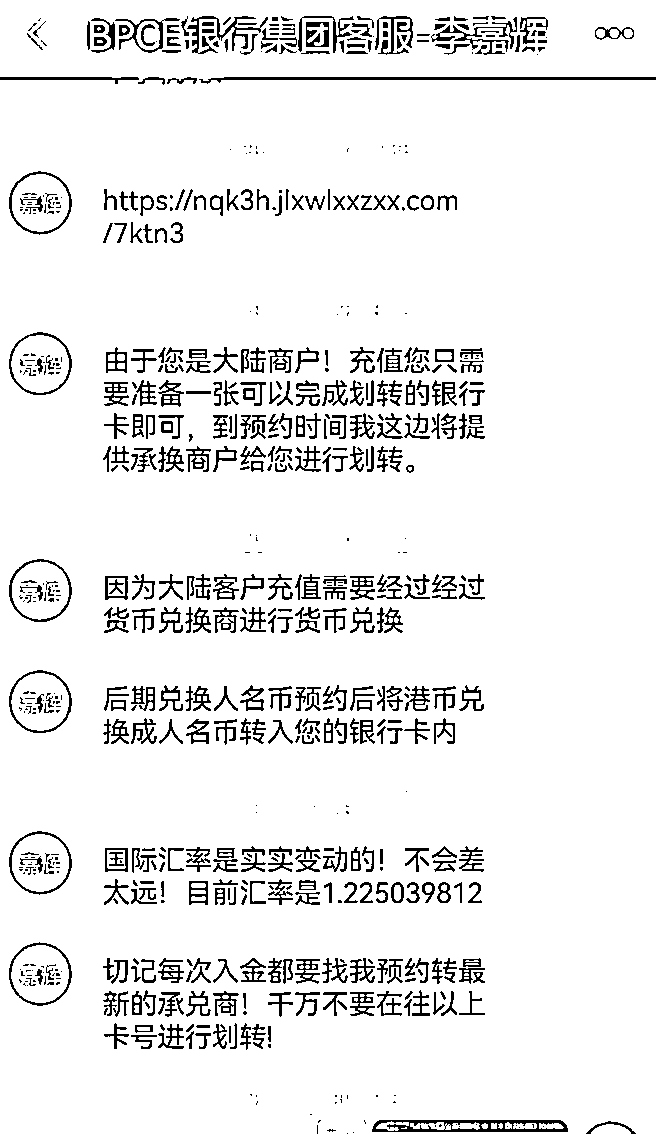 BPCE银行集团客服-李嘉辉
嘉辉
https://nqk3h.jlxwlxxzxx.com
/7ktn3
嘉辉
由于您是大陆商户！充值您只需
要准备一张可以完成划转的银行
卡即可，到预约时间我这边将提
供承换商户给您进行划转。
嘉辉
因为大陆客户充值需要经过经过
货币兑换商进行货币兑换
嘉辉
后期兑换人名币预约后将港币兑
换成人名币转入您的银行卡内
嘉辉
国际汇率是实实变动的！不会差
太远！目前汇率是1.225039812
嘉辉
切记每次入金都要找我预约转最
新的承兑商！千万不要在往以上
卡号进行划转!